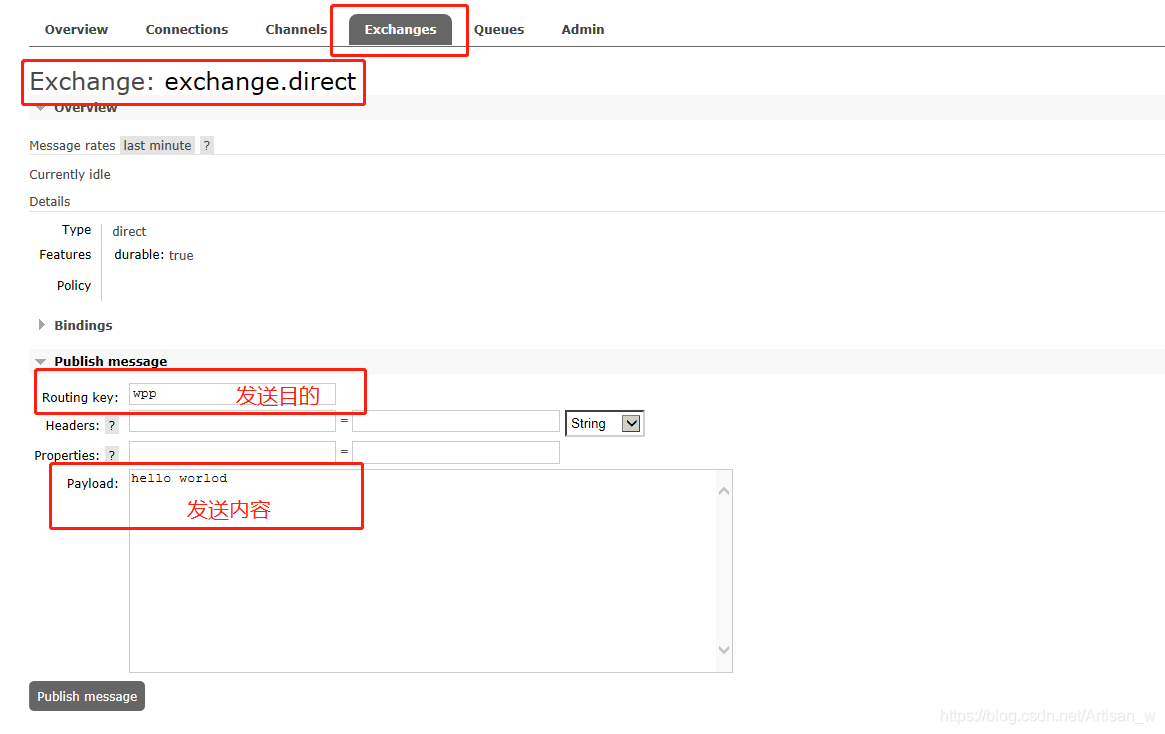 Overview Connections Channels Exchanges Queues Admin
Exchange: exchange.direct
Overview
Message rates last minute ?
Currently idle
Details
Type direct
Features durable: true
Policy
Bindings
Publish message
Routing key: wpp 发送目的
Headers: ? = String
Properties: ? =
Payload: hello worlod
发送内容
Publish message
https://blog.csdn.net/Artisan_w